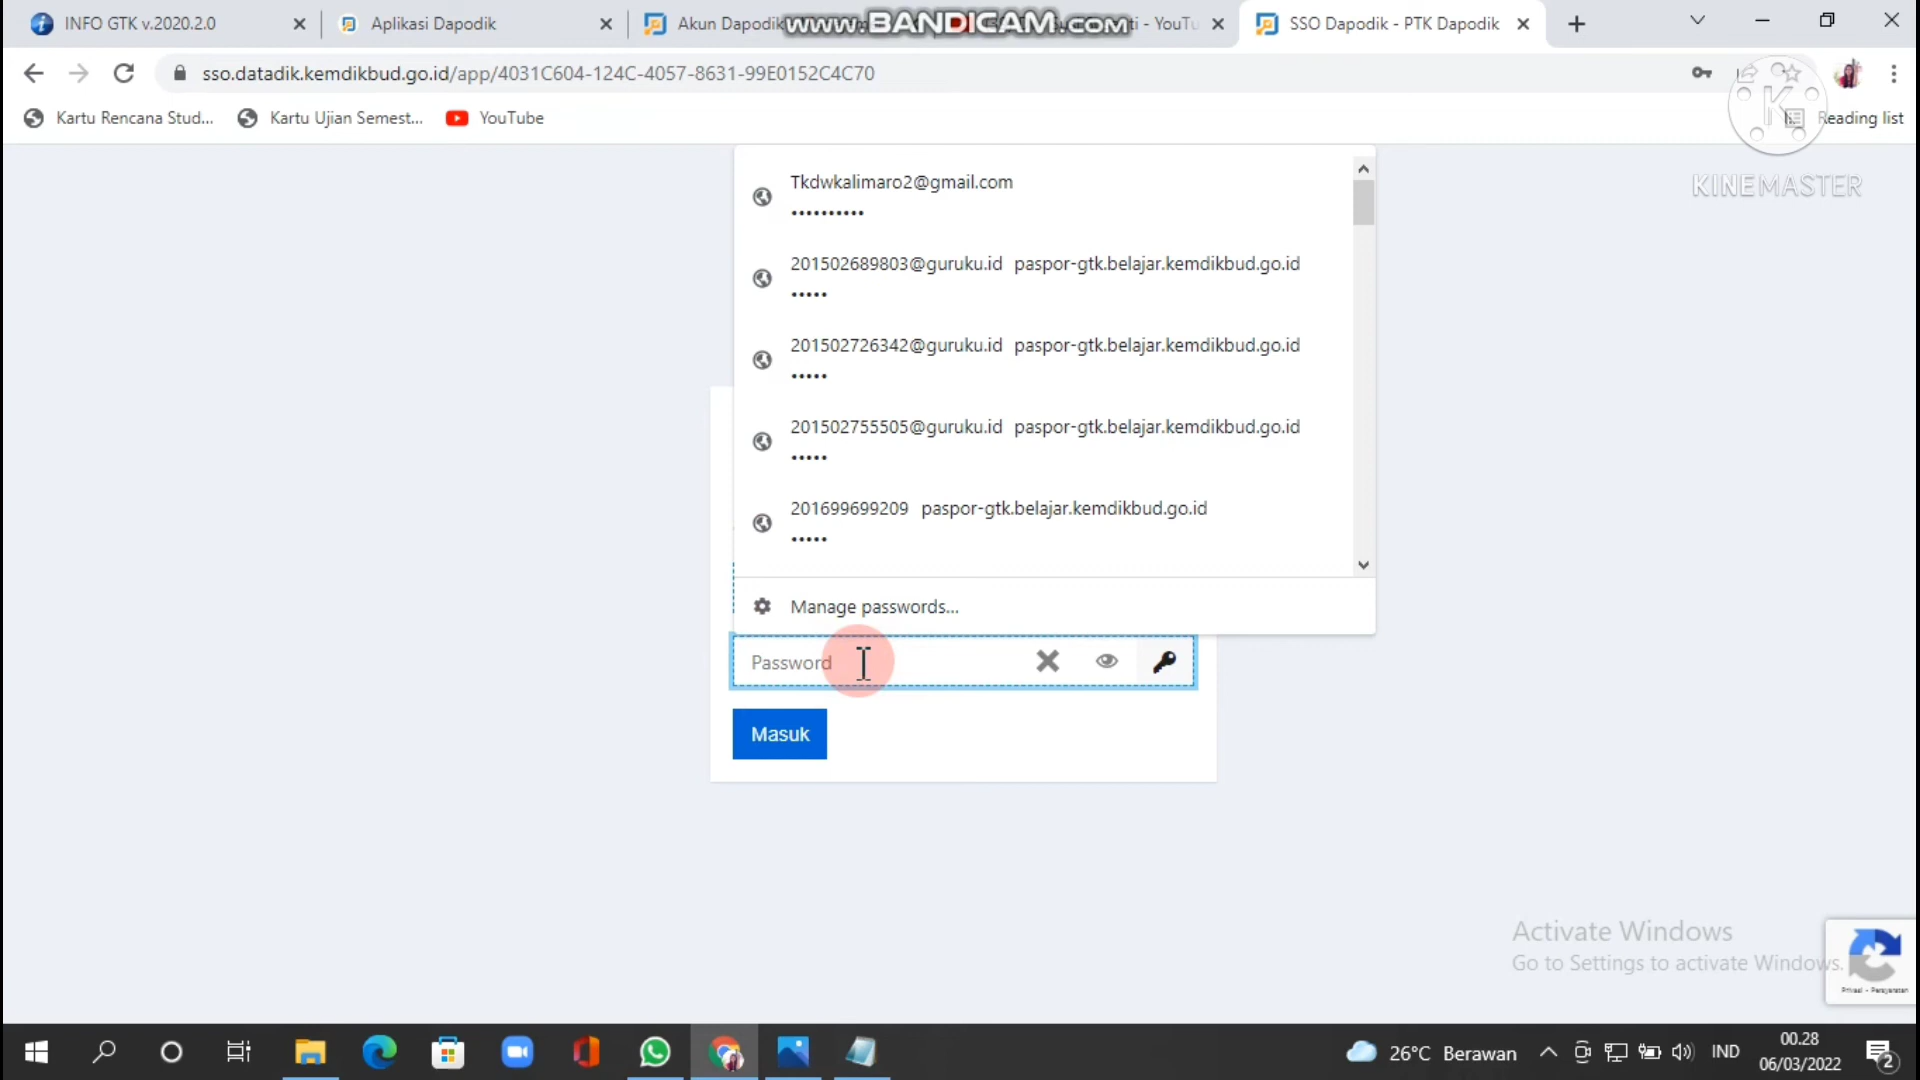 INFO GTK v.2020.2.0
Aplikasi Dapodik
Akun Dapodik
www.BANDICAM.com
ti - YouTu
SSO Dapodik - PTK Dapodik
sso.datadik.kemdikbud.go.id/app/4031C604-124C-4057-8631-99E0152C4C70
Kartu Rencana Stud...
Kartu Ujian Semest...
YouTube
Reading list
K
KINEMASTER
Tkdwkalimaro2@gmail.com
••••••••••
201502689803@guruku.id paspor-gtk.belajar.kemdikbud.go.id
•••••
201502726342@guruku.id paspor-gtk.belajar.kemdikbud.go.id
•••••
201502755505@guruku.id paspor-gtk.belajar.kemdikbud.go.id
•••••
201699699209 paspor-gtk.belajar.kemdikbud.go.id
•••••
Manage passwords...
Password
Masuk
Activate Windows
Go to Settings to activate Windows.
Privasi - Persyaratan
26°C Berawan
IND
00.28
06/03/2022
2